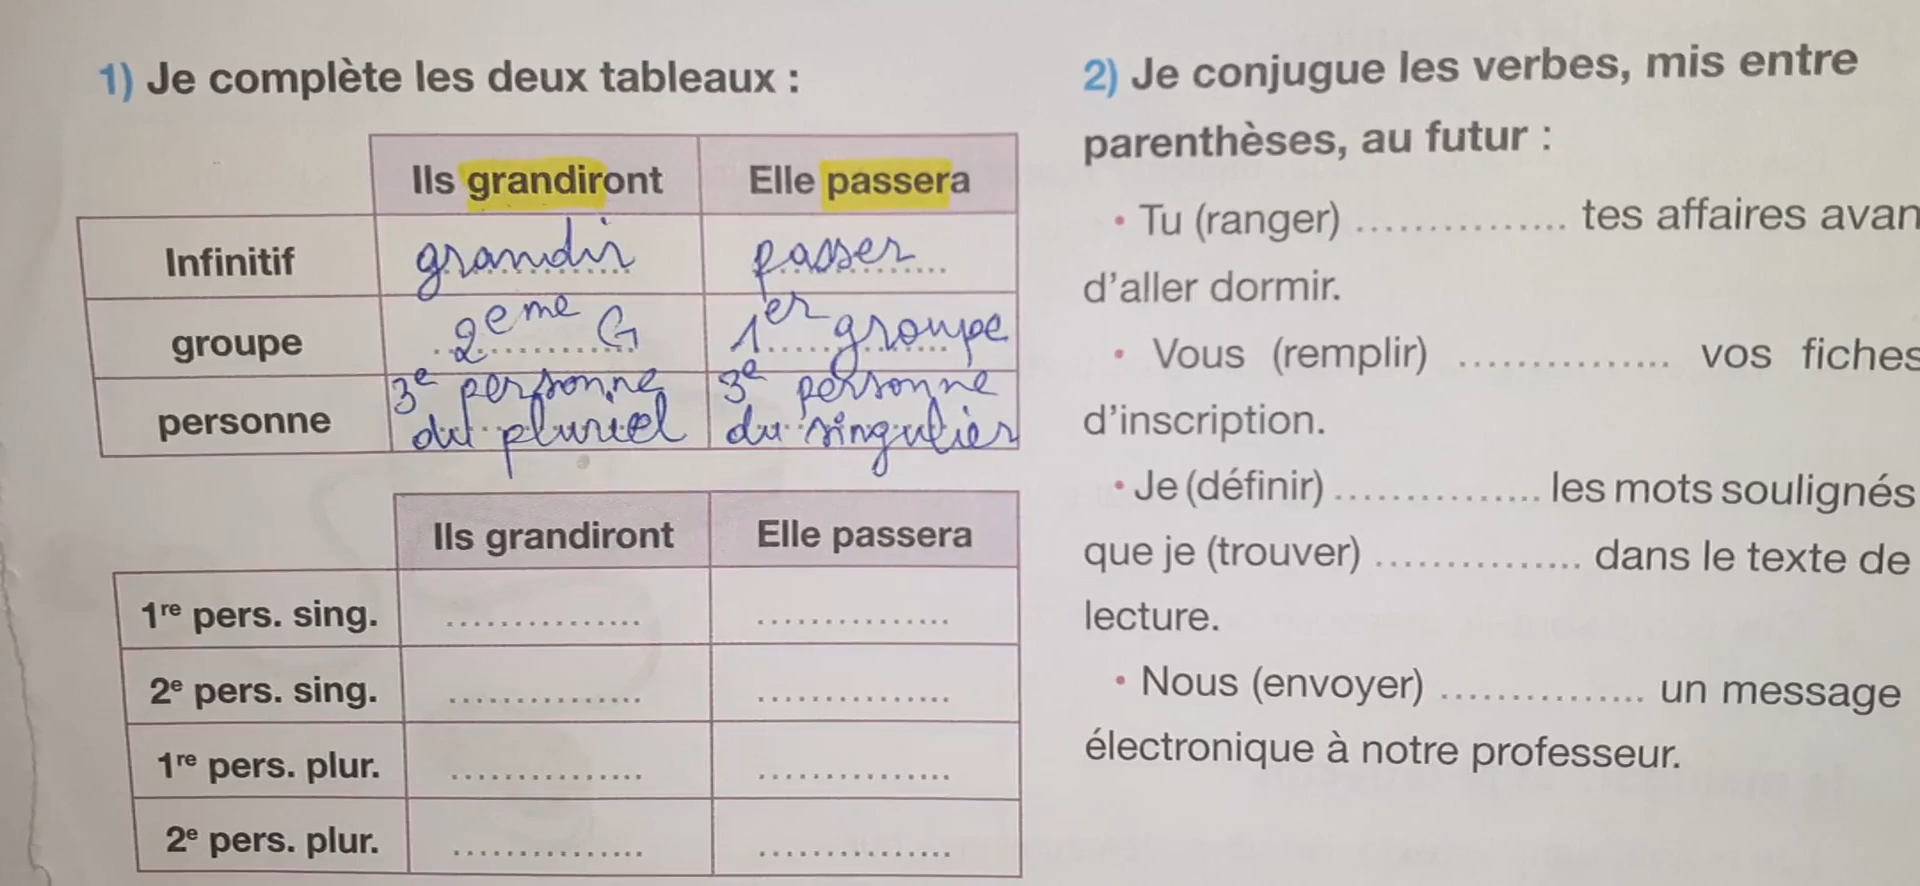 1) Je complète les deux tableaux :
Ils grandiront Elle passera
Infinitif grandir passer
groupe 2eme G 1er groupe
personne 3e personne du pluriel 3e personne du singulier
Ils grandiront Elle passera
1re pers. sing. ............... ...............
2e pers. sing. ............... ...............
1re pers. plur. ............... ...............
2e pers. plur. ............... ...............
2) Je conjugue les verbes, mis entre
parenthèses, au futur :
• Tu (ranger) ............... tes affaires avan
d'aller dormir.
• Vous (remplir) ............... vos fiches
d'inscription.
• Je (définir) ............... les mots soulignés
que je (trouver) ............... dans le texte de
lecture.
• Nous (envoyer) ............... un message
électronique à notre professeur.